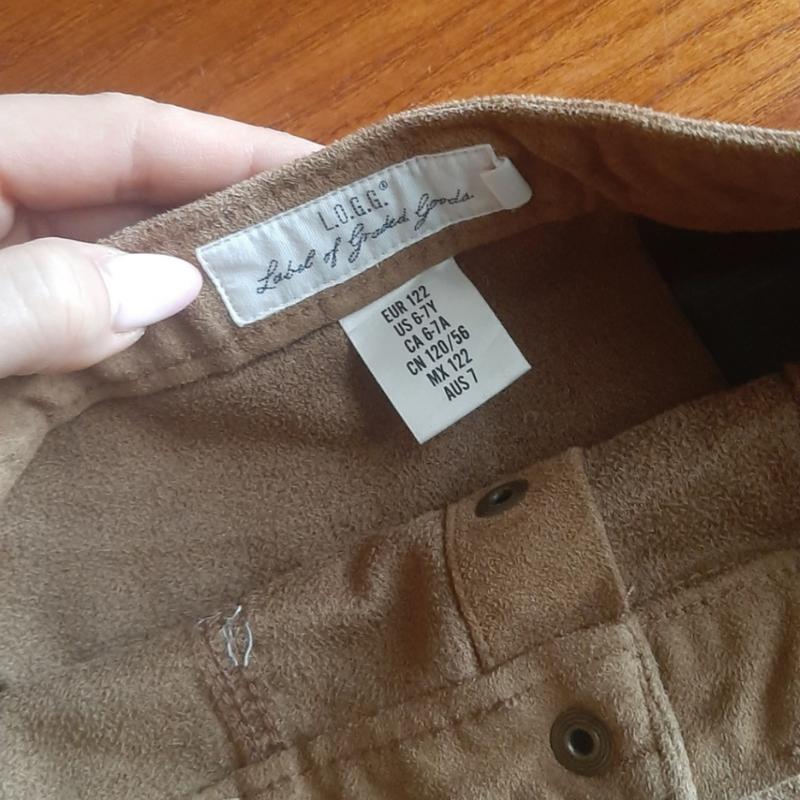 L.O.G.G.®
Label of Graded Goods.
EUR 122
US 6-7Y
CA 6-7A
CN 120/56
MX 122
AUS 7